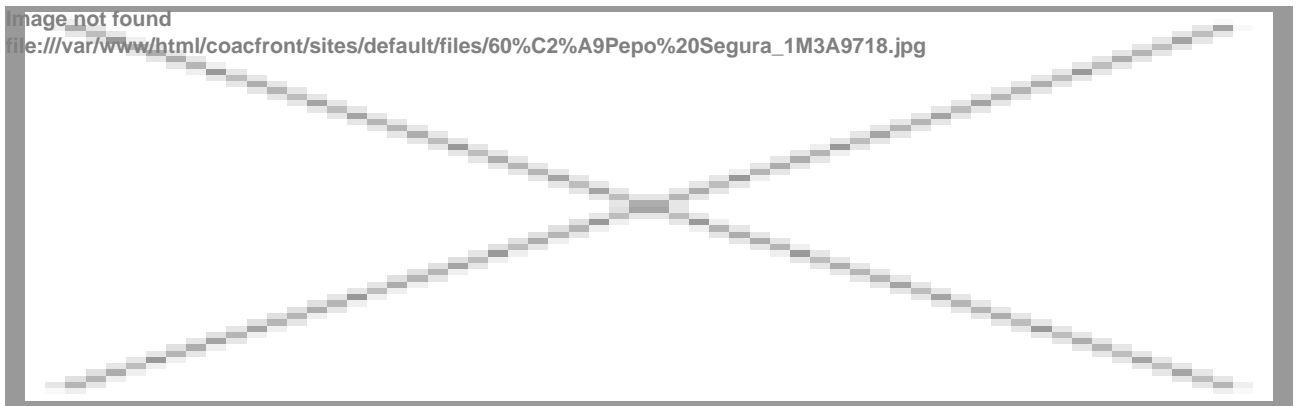 Image not found
file:///var/www/html/coacfront/sites/default/files/60%C2%A9Pepo%20Segura_1M3A9718.jpg